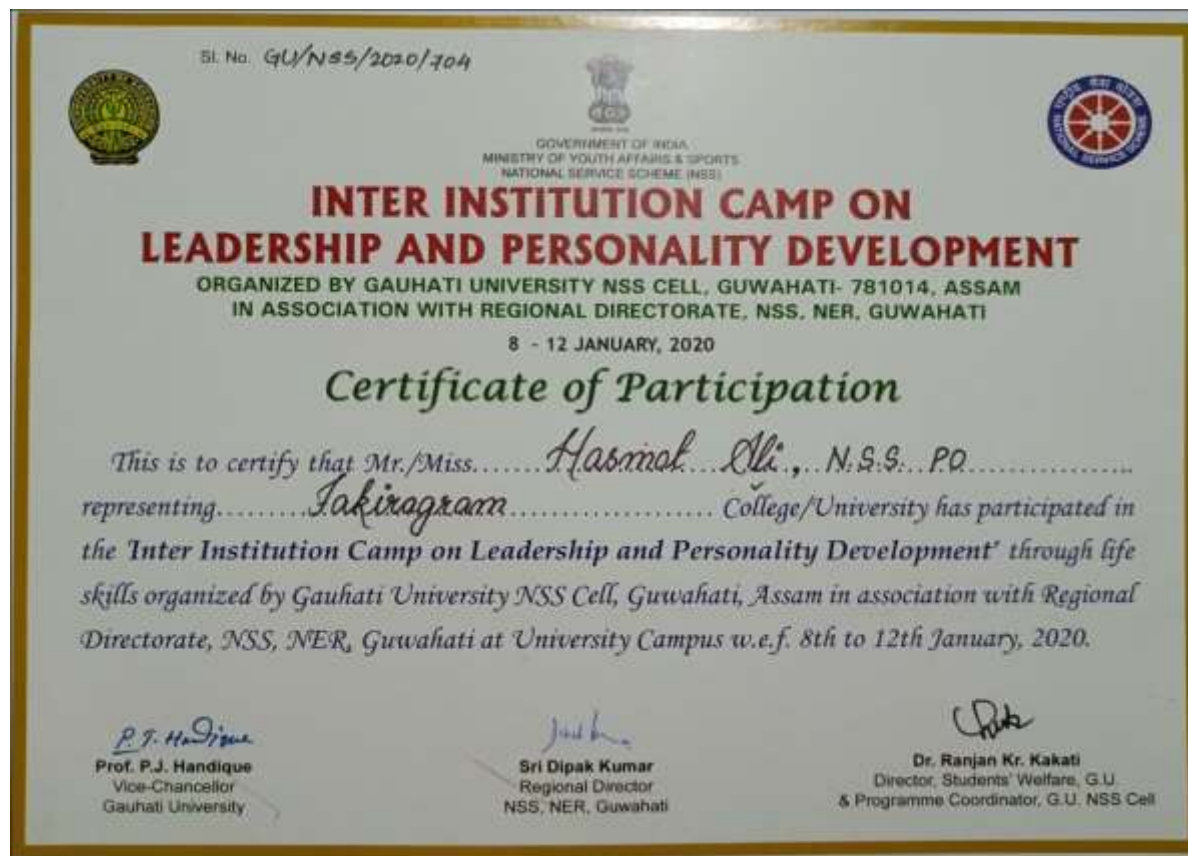 Sl. No. GU/NSS/2020/704
GOVERNMENT OF INDIA
MINISTRY OF YOUTH AFFAIRS & SPORTS
NATIONAL SERVICE SCHEME (NSS)
राष्ट्रीय सेवा योजना
NATIONAL SERVICE SCHEME
INTER INSTITUTION CAMP ON
LEADERSHIP AND PERSONALITY DEVELOPMENT
ORGANIZED BY GAUHATI UNIVERSITY NSS CELL, GUWAHATI- 781014, ASSAM
IN ASSOCIATION WITH REGIONAL DIRECTORATE, NSS, NER, GUWAHATI
8 - 12 JANUARY, 2020
Certificate of Participation
This is to certify that Mr./Miss....... Hasmot Ali, N.S.S. PO
representing......... Fakiragram .................... College/University has participated in
the 'Inter Institution Camp on Leadership and Personality Development' through life
skills organized by Gauhati University NSS Cell, Guwahati, Assam in association with Regional
Directorate, NSS, NER, Guwahati at University Campus w.e.f. 8th to 12th January, 2020.
P. J. Handique
Prof. P.J. Handique
Vice-Chancellor
Gauhati University
Sri Dipak Kumar
Regional Director
NSS, NER, Guwahati
Dr. Ranjan Kr. Kakati
Director, Students' Welfare, G.U.
& Programme Coordinator, G.U. NSS Cell